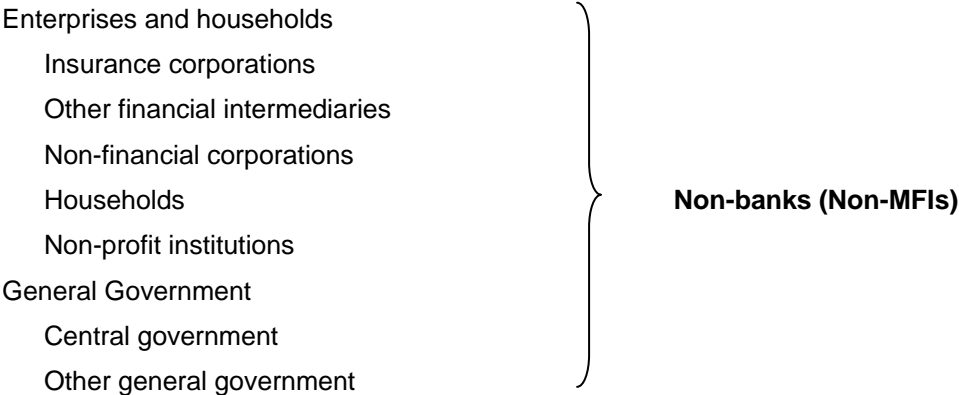 Enterprises and households
Insurance corporations
Other financial intermediaries
Non-financial corporations
Households
Non-banks (Non-MFIs)
Non-profit institutions
General Government
Central government
Other general government